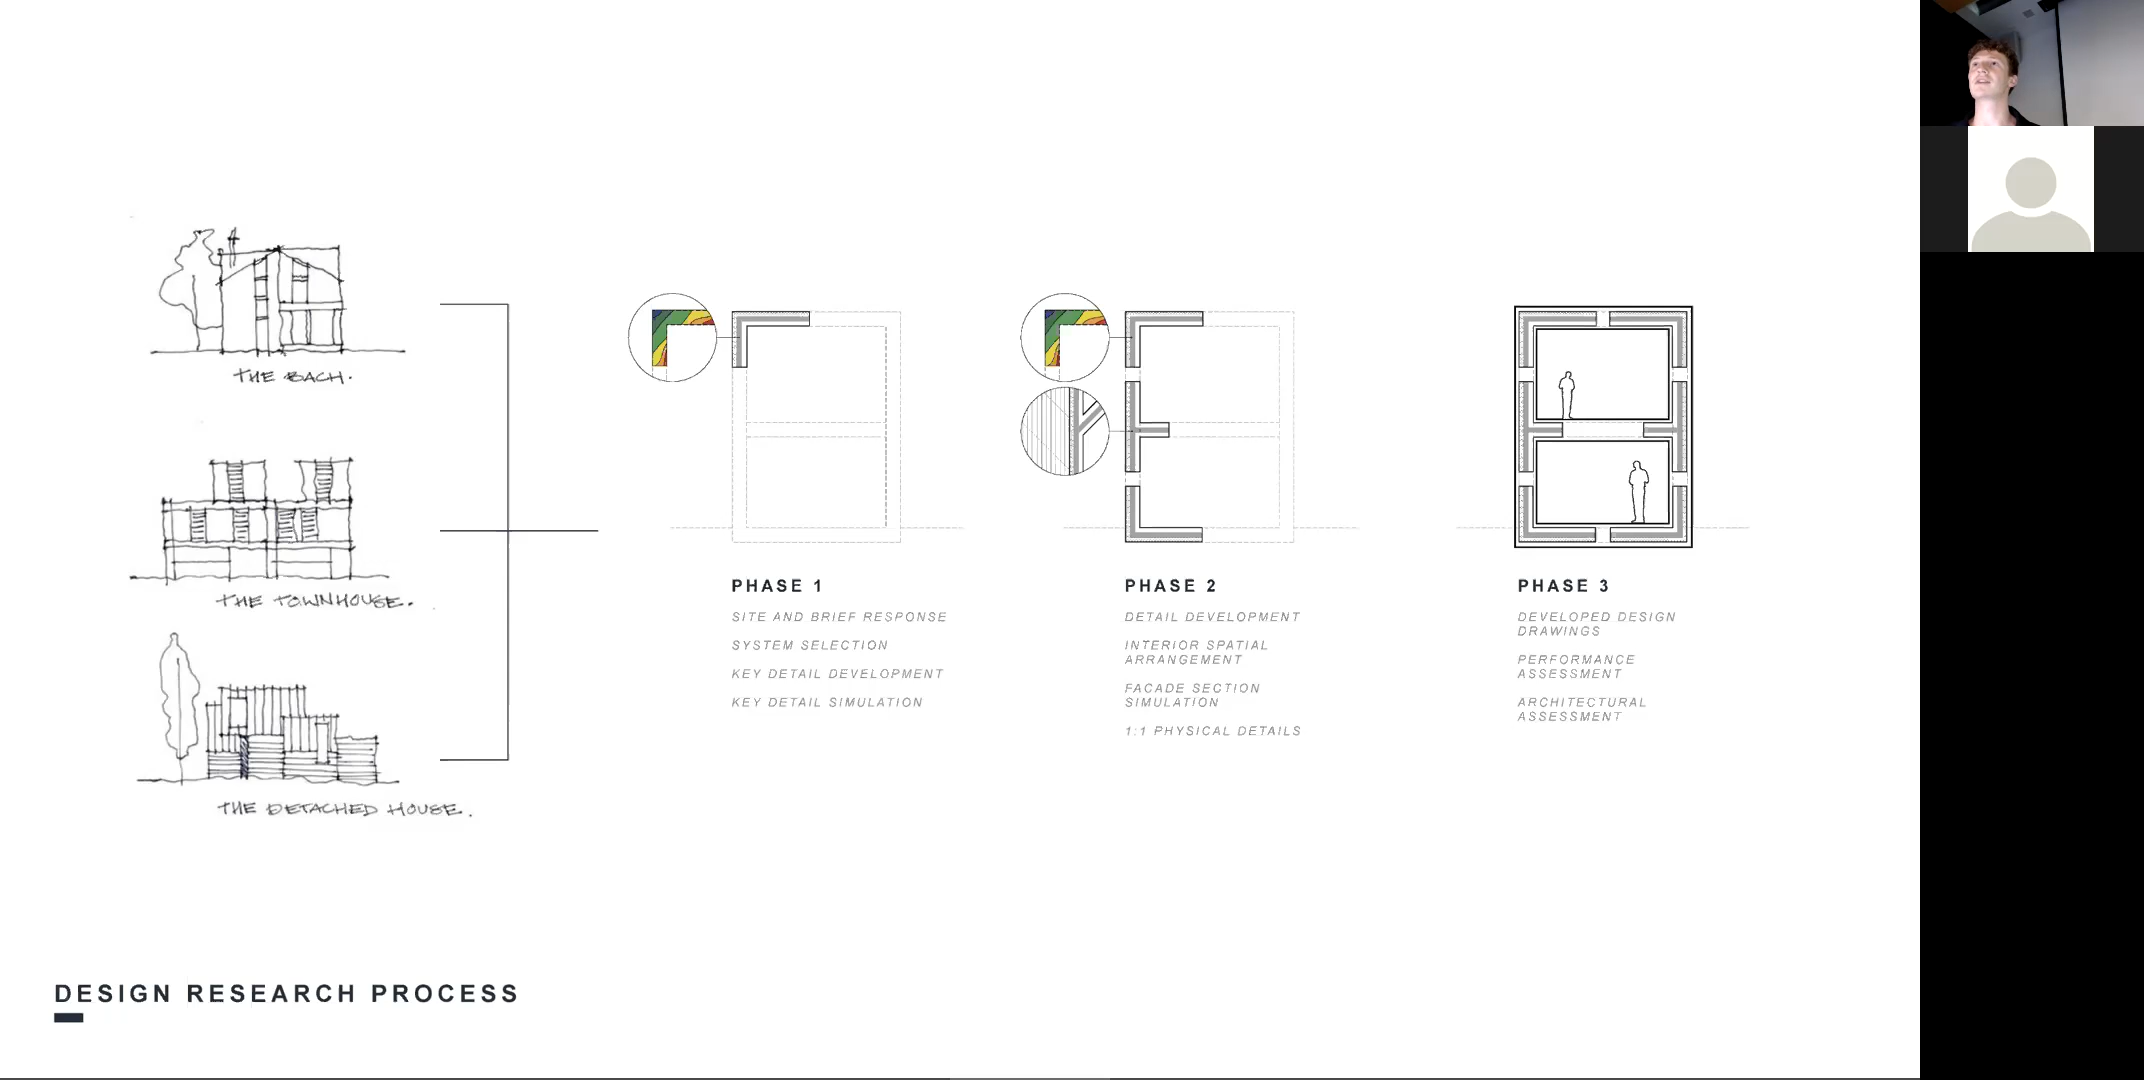 THE BACH.
THE TOWNHOUSE.
THE DETACHED HOUSE.
PHASE 1
SITE AND BRIEF RESPONSE
SYSTEM SELECTION
KEY DETAIL DEVELOPMENT
KEY DETAIL SIMULATION
PHASE 2
DETAIL DEVELOPMENT
INTERIOR SPATIAL
ARRANGEMENT
FACADE SECTION
SIMULATION
1:1 PHYSICAL DETAILS
PHASE 3
DEVELOPED DESIGN
DRAWINGS
PERFORMANCE
ASSESSMENT
ARCHITECTURAL
ASSESSMENT
DESIGN RESEARCH PROCESS